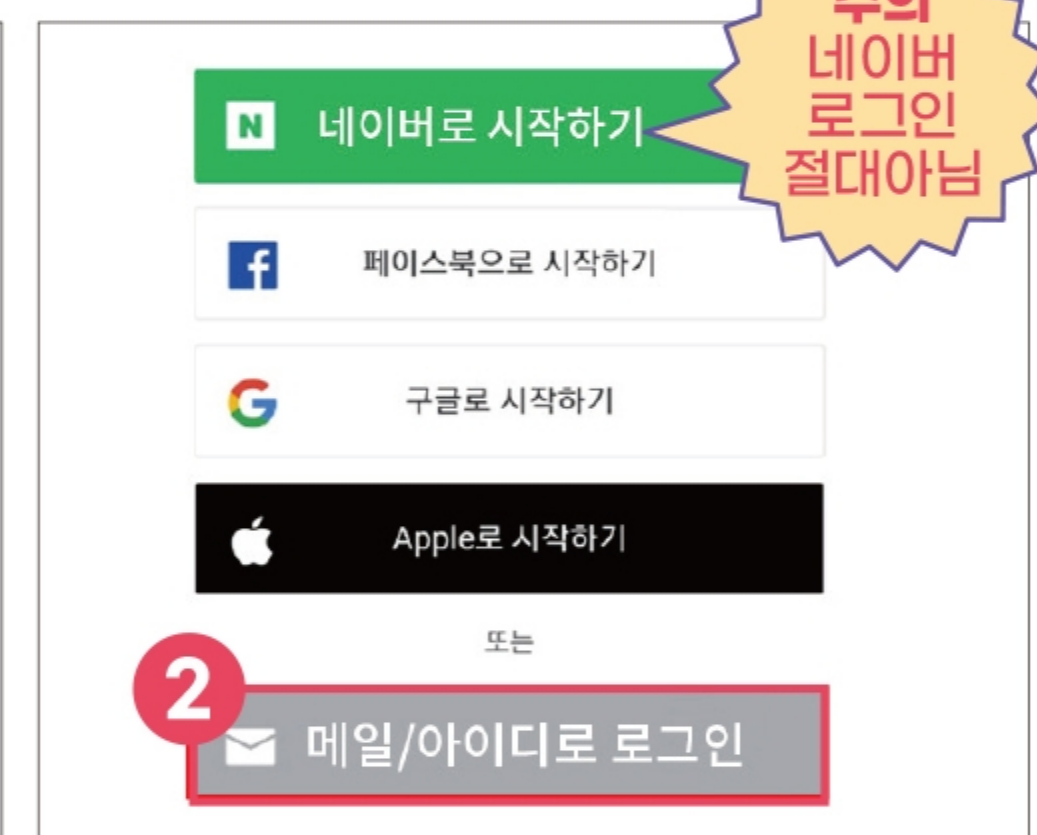 주의
네이버
로그인
절대아님
N 네이버로 시작하기
f 페이스북으로 시작하기
G 구글로 시작하기
Apple로 시작하기
또는
2
메일/아이디로 로그인